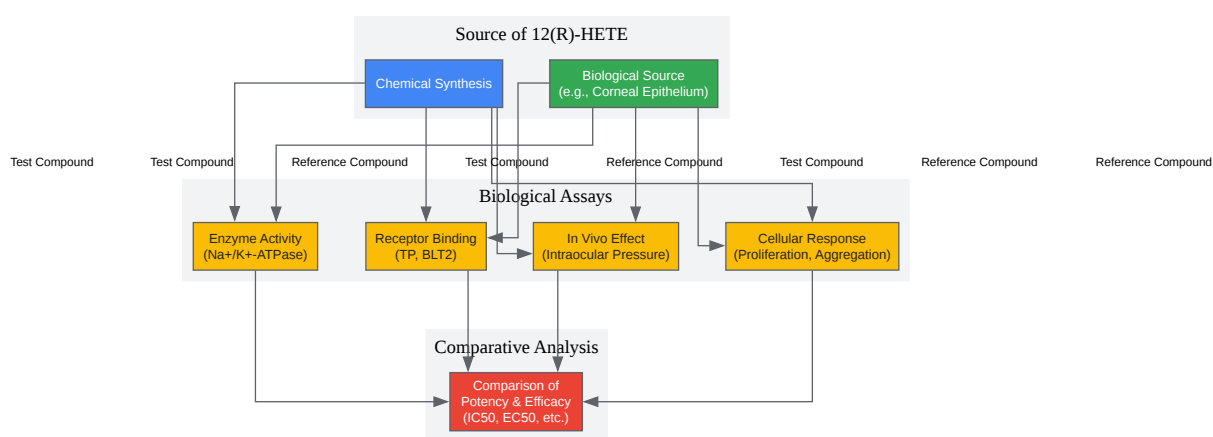 Source of 12(R)-HETE
Chemical Synthesis
Biological Source
(e.g., Corneal Epithelium)
Test Compound
Test Compound
Reference Compound
Test Compound
Reference Compound
Test Compound
Reference Compound
Reference Compound
Biological Assays
Enzyme Activity
(Na+/K+-ATPase)
Receptor Binding
(TP, BLT2)
In Vivo Effect
(Intraocular Pressure)
Cellular Response
(Proliferation, Aggregation)
Comparative Analysis
Comparison of
Potency & Efficacy
(IC50, EC50, etc.)